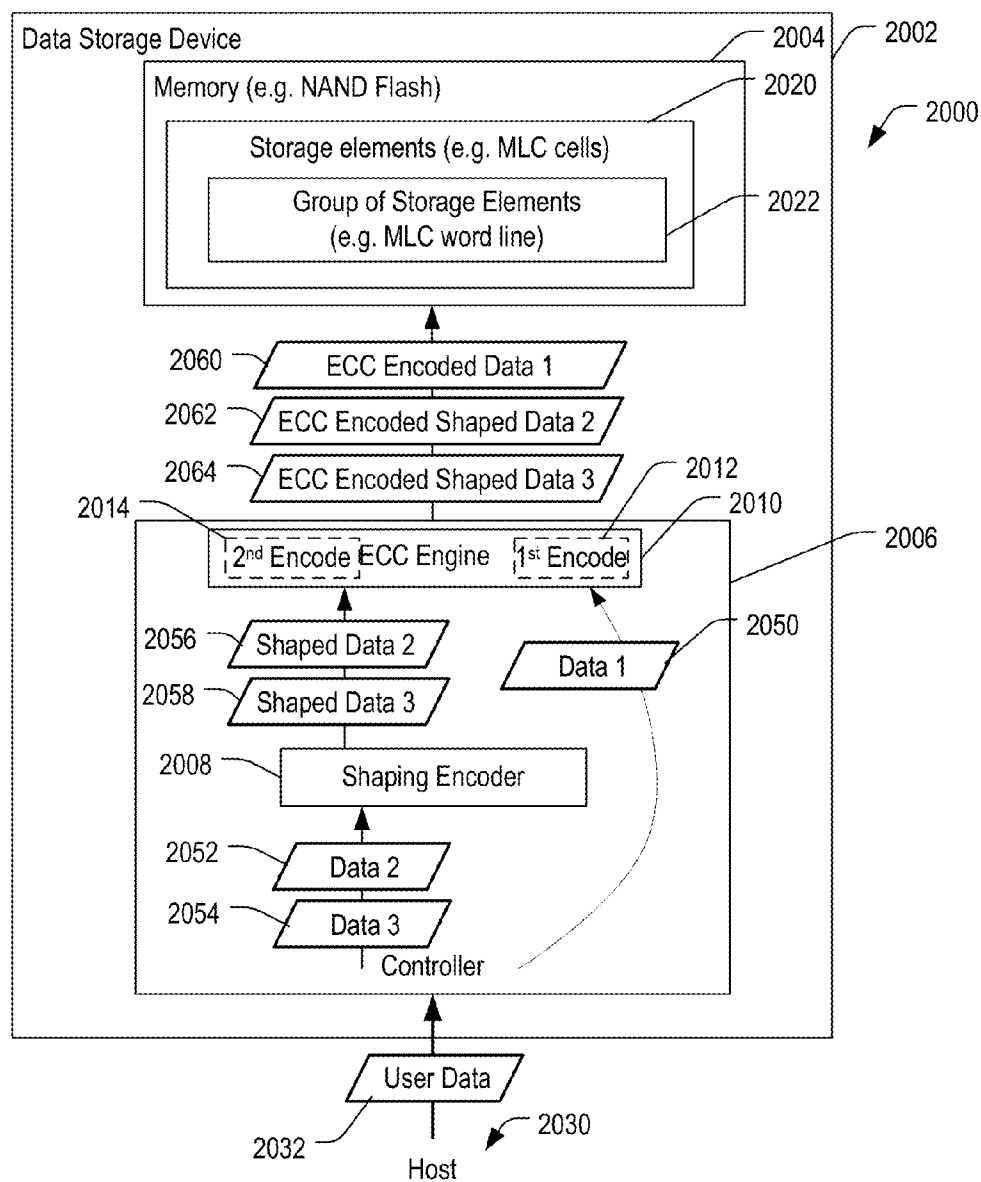 Data Storage Device
2002
2004
Memory (e.g. NAND Flash)
2020
2000
Storage elements (e.g. MLC cells)
Group of Storage Elements
(e.g. MLC word line)
2022
2060
ECC Encoded Data 1
2062
ECC Encoded Shaped Data 2
2064
ECC Encoded Shaped Data 3
2012
2014
2010
2006
2nd Encode
ECC Engine
1st Encode
2056
Shaped Data 2
2050
Data 1
2058
Shaped Data 3
2008
Shaping Encoder
2052
Data 2
2054
Data 3
Controller
User Data
2032
2030
Host